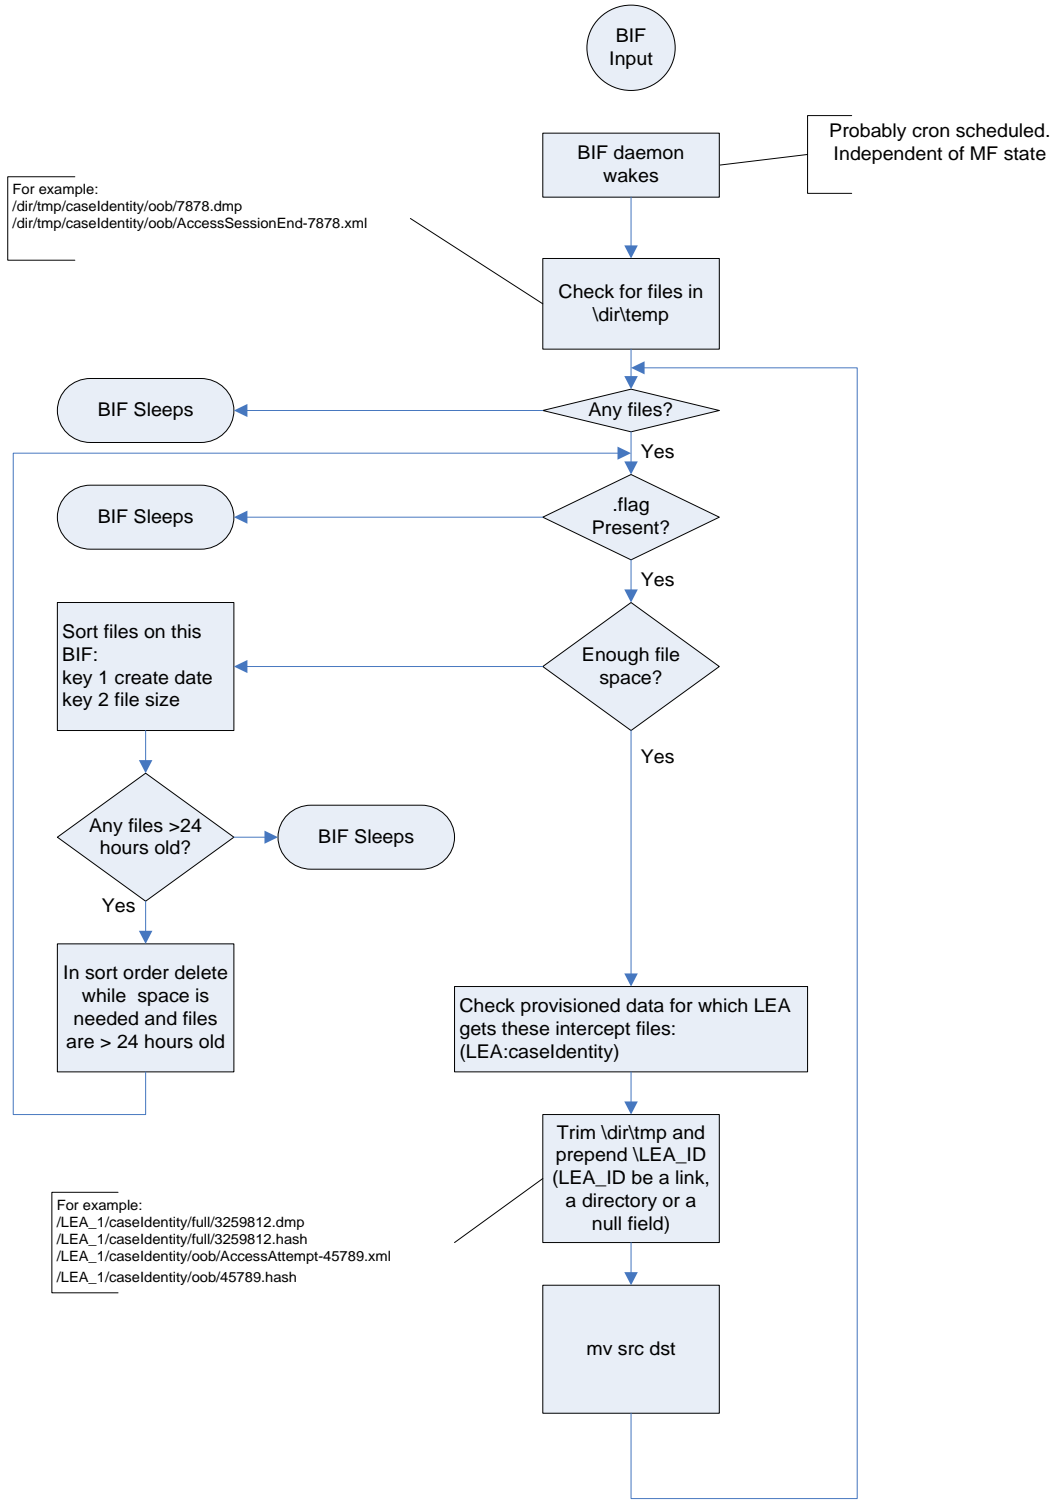 BIF
Input
BIF daemon
wakes
Probably cron scheduled.
Independent of MF state
For example:
/dir/tmp/caseIdentity/oob/7878.dmp
/dir/tmp/caseIdentity/oob/AccessSessionEnd-7878.xml
Check for files in
\dir\temp
BIF Sleeps
Any files?
Yes
BIF Sleeps
.flag
Present?
Yes
Sort files on this
BIF:
key 1 create date
key 2 file size
Enough file
space?
Yes
Any files >24
hours old?
BIF Sleeps
Yes
In sort order delete
while  space is
needed and files
are > 24 hours old
Check provisioned data for which LEA
gets these intercept files:
(LEA:caseIdentity)
Trim \dir\tmp and
prepend \LEA_ID
(LEA_ID be a link,
a directory or a
null field)
For example:
/LEA_1/caseIdentity/full/3259812.dmp
/LEA_1/caseIdentity/full/3259812.hash
/LEA_1/caseIdentity/oob/AccessAttempt-45789.xml
/LEA_1/caseIdentity/oob/45789.hash
mv src dst